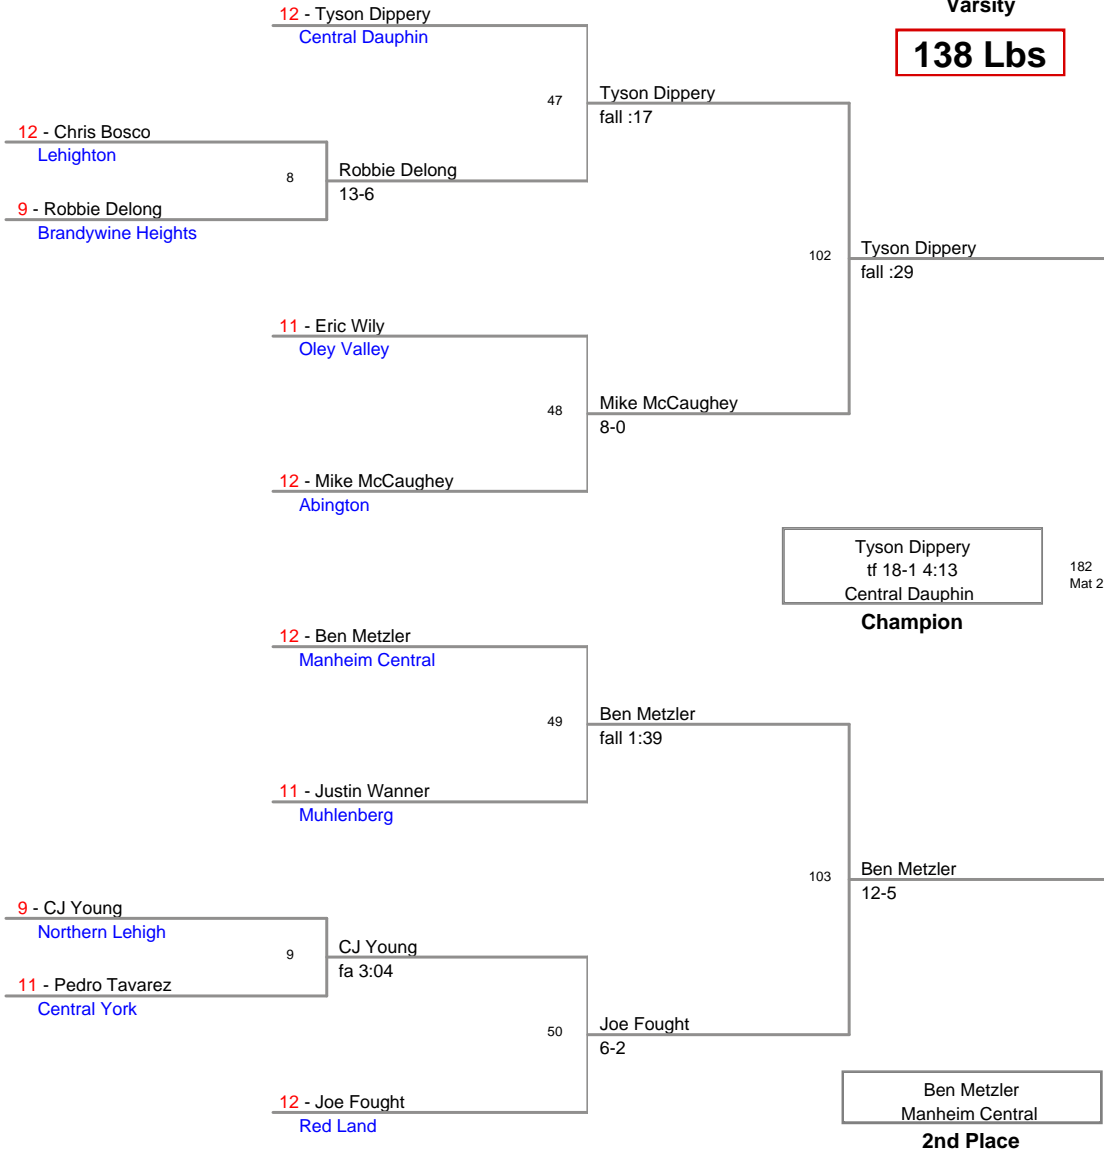 Varsity
138 Lbs
12 - Tyson Dippery
Central Dauphin
47
Tyson Dippery
fall :17
12 - Chris Bosco
Lehighton
8
Robbie Delong
13-6
9 - Robbie Delong
Brandywine Heights
102
Tyson Dippery
fall :29
11 - Eric Wily
Oley Valley
48
Mike McCaughey
8-0
12 - Mike McCaughey
Abington
Tyson Dippery
tf 18-1 4:13
Central Dauphin
Champion
182
Mat 2
12 - Ben Metzler
Manheim Central
49
Ben Metzler
fall 1:39
11 - Justin Wanner
Muhlenberg
103
Ben Metzler
12-5
9 - CJ Young
Northern Lehigh
9
CJ Young
fa 3:04
11 - Pedro Tavarez
Central York
50
Joe Fought
6-2
12 - Joe Fought
Red Land
Ben Metzler
Manheim Central
2nd Place